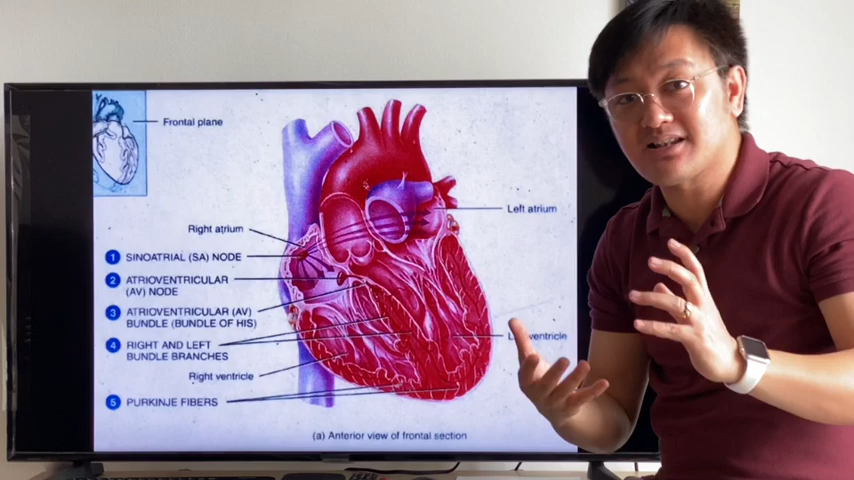 Frontal plane
Left atrium
Right atrium
1 SINOATRIAL (SA) NODE
2 ATRIOVENTRICULAR
(AV) NODE
3 ATRIOVENTRICULAR (AV)
BUNDLE (BUNDLE OF HIS)
4 RIGHT AND LEFT
BUNDLE BRANCHES
ventricle
Right ventricle
5 PURKINJE FIBERS
(a) Anterior view of frontal section